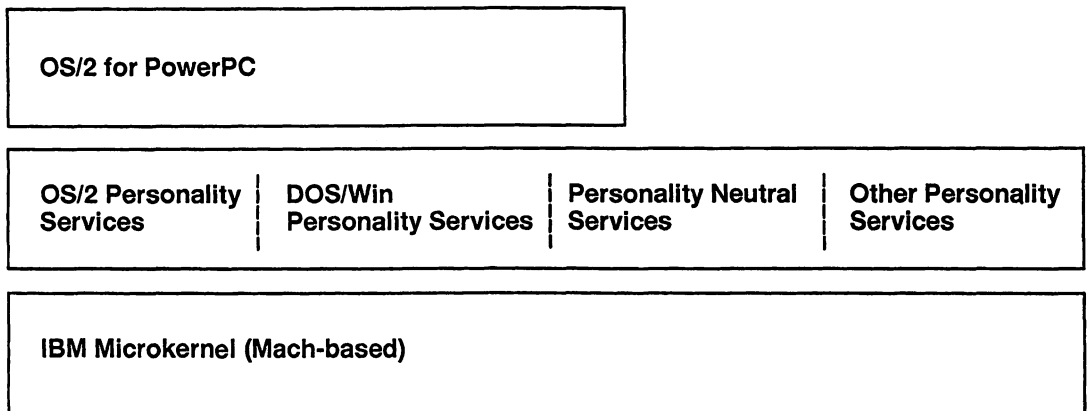 OS/2 for PowerPC
OS/2 Personality
Services
DOS/Win
Personality Services
Personality Neutral
Services
Other Personality
Services
IBM Microkernel (Mach-based)